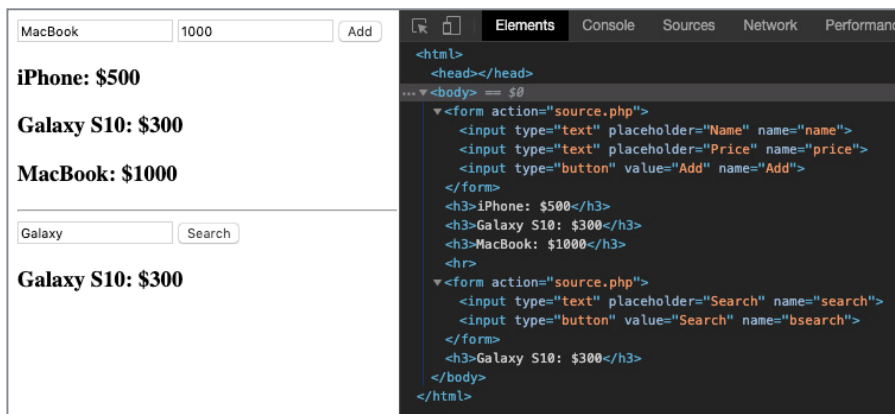 MacBook 1000 Add
iPhone: $500
Galaxy S10: $300
MacBook: $1000
Galaxy Search
Galaxy S10: $300
Elements Console Sources Network Performanc
<html>
<head></head>
… ▼<body> == $0
▼<form action="source.php">
<input type="text" placeholder="Name" name="name">
<input type="text" placeholder="Price" name="price">
<input type="button" value="Add" name="Add">
</form>
<h3>iPhone: $500</h3>
<h3>Galaxy S10: $300</h3>
<h3>MacBook: $1000</h3>
<hr>
▼<form action="source.php">
<input type="text" placeholder="Search" name="search">
<input type="button" value="Search" name="bsearch">
</form>
<h3>Galaxy S10: $300</h3>
</body>
</html>